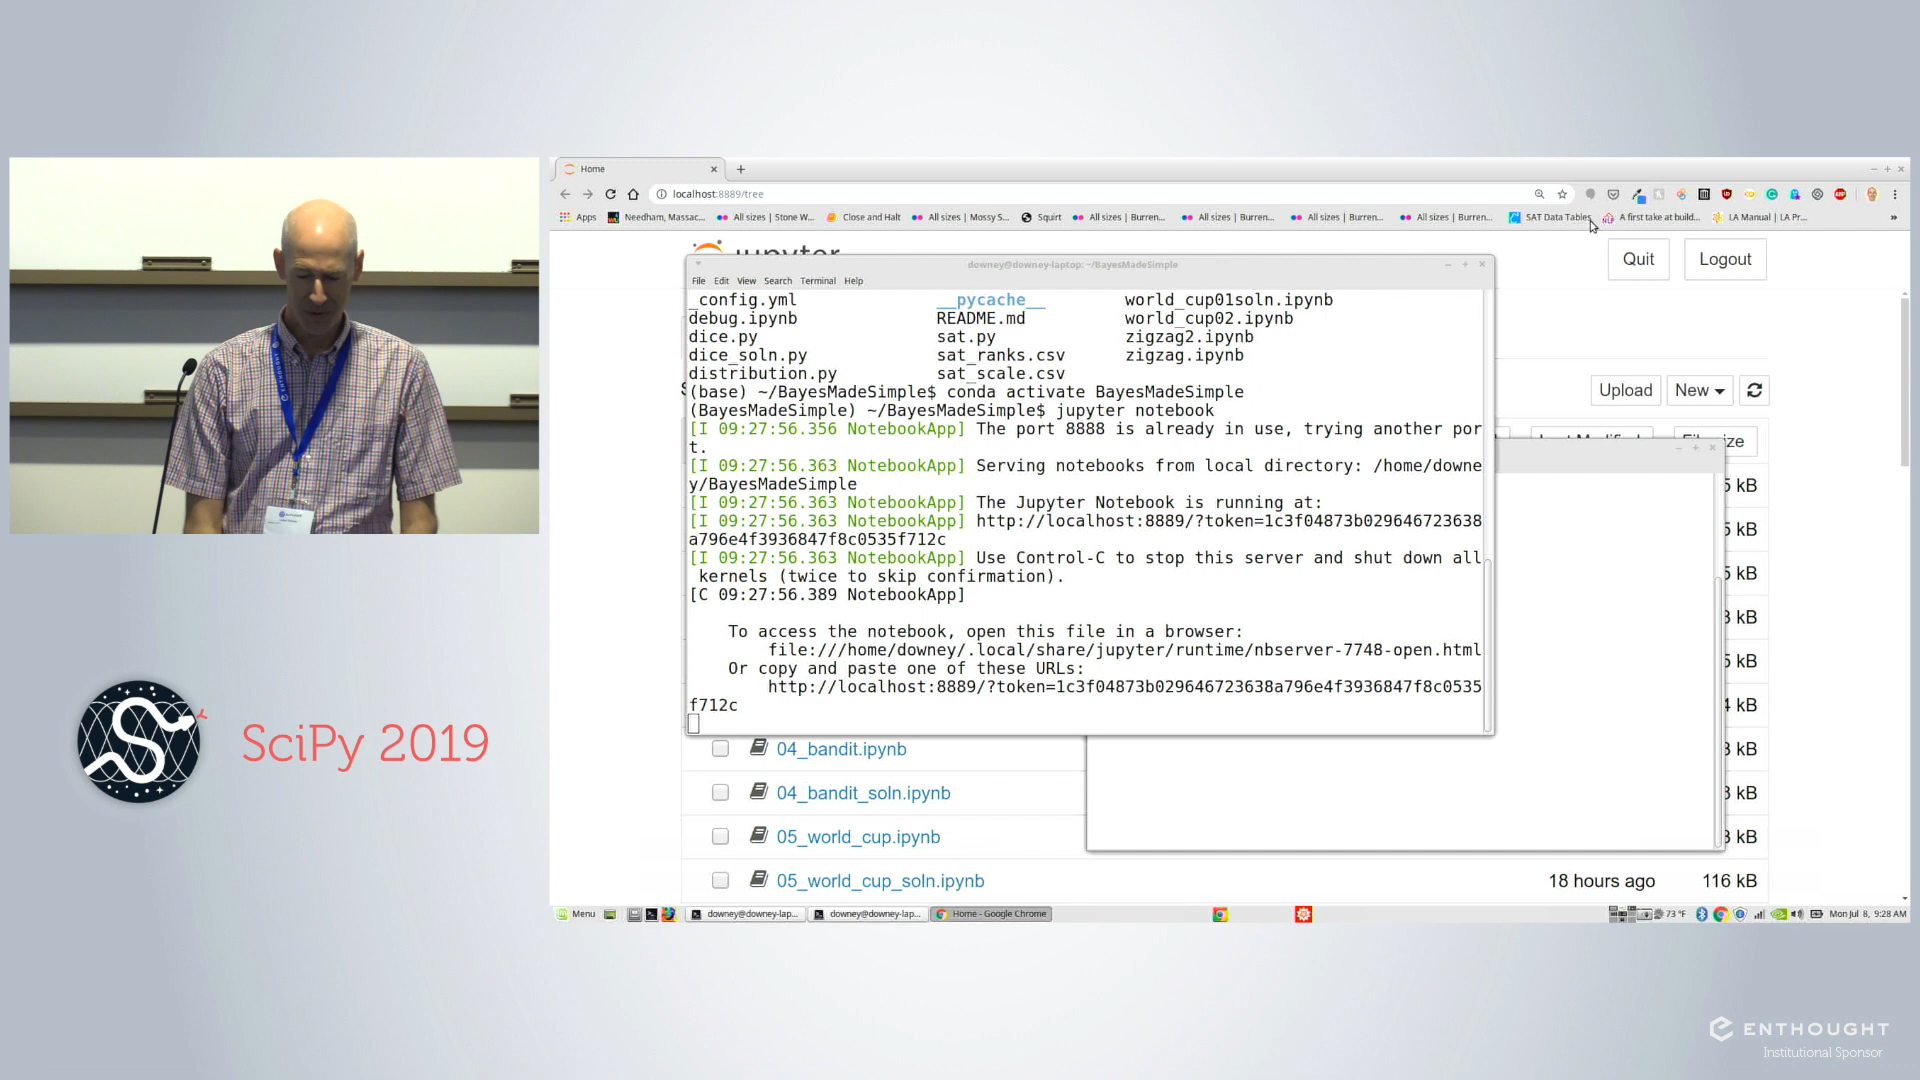 Home
localhost:8889/tree
Apps
Needham, Massac...
All sizes | Stone W...
Close and Halt
All sizes | Mossy S...
Squirt
All sizes | Burren...
All sizes | Burren...
All sizes | Burren...
All sizes | Burren...
SAT Data Tables
A first take at build...
LA Manual | LA Pr...
jupyter
Quit
Logout
downey@downey-laptop: ~/BayesMadeSimple
File Edit View Search Terminal Help
_config.yml __pycache__ world_cup01soln.ipynb
debug.ipynb README.md world_cup02.ipynb
dice.py sat.py zigzag2.ipynb
dice_soln.py sat_ranks.csv zigzag.ipynb
distribution.py sat_scale.csv
(base) ~/BayesMadeSimple$ conda activate BayesMadeSimple
(BayesMadeSimple) ~/BayesMadeSimple$ jupyter notebook
[I 09:27:56.356 NotebookApp] The port 8888 is already in use, trying another por
t.
[I 09:27:56.363 NotebookApp] Serving notebooks from local directory: /home/downe
y/BayesMadeSimple
[I 09:27:56.363 NotebookApp] The Jupyter Notebook is running at:
[I 09:27:56.363 NotebookApp] http://localhost:8889/?token=1c3f04873b029646723638
a796e4f3936847f8c0535f712c
[I 09:27:56.363 NotebookApp] Use Control-C to stop this server and shut down all
kernels (twice to skip confirmation).
[C 09:27:56.389 NotebookApp]
To access the notebook, open this file in a browser:
file:///home/downey/.local/share/jupyter/runtime/nbserver-7748-open.html
Or copy and paste one of these URLs:
http://localhost:8889/?token=1c3f04873b029646723638a796e4f3936847f8c0535
f712c
Upload
New
kB
kB
kB
kB
kB
kB
04_bandit.ipynb kB
04_bandit_soln.ipynb kB
05_world_cup.ipynb kB
05_world_cup_soln.ipynb 18 hours ago 116 kB
Menu
downey@downey-lap...
downey@downey-lap...
Home - Google Chrome
73 °F
Mon Jul 8, 9:28 AM
SciPy 2019
ENTHOUGHT
Institutional Sponsor